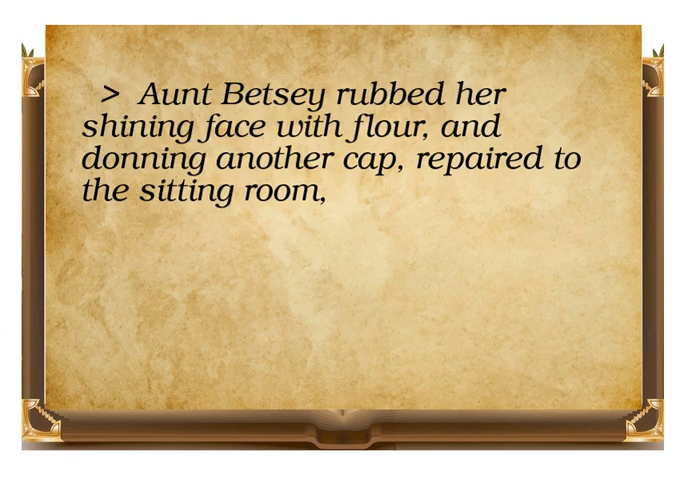 > Aunt Betsey rubbed her
shining face with flour, and
donning another cap, repaired to
the sitting room,